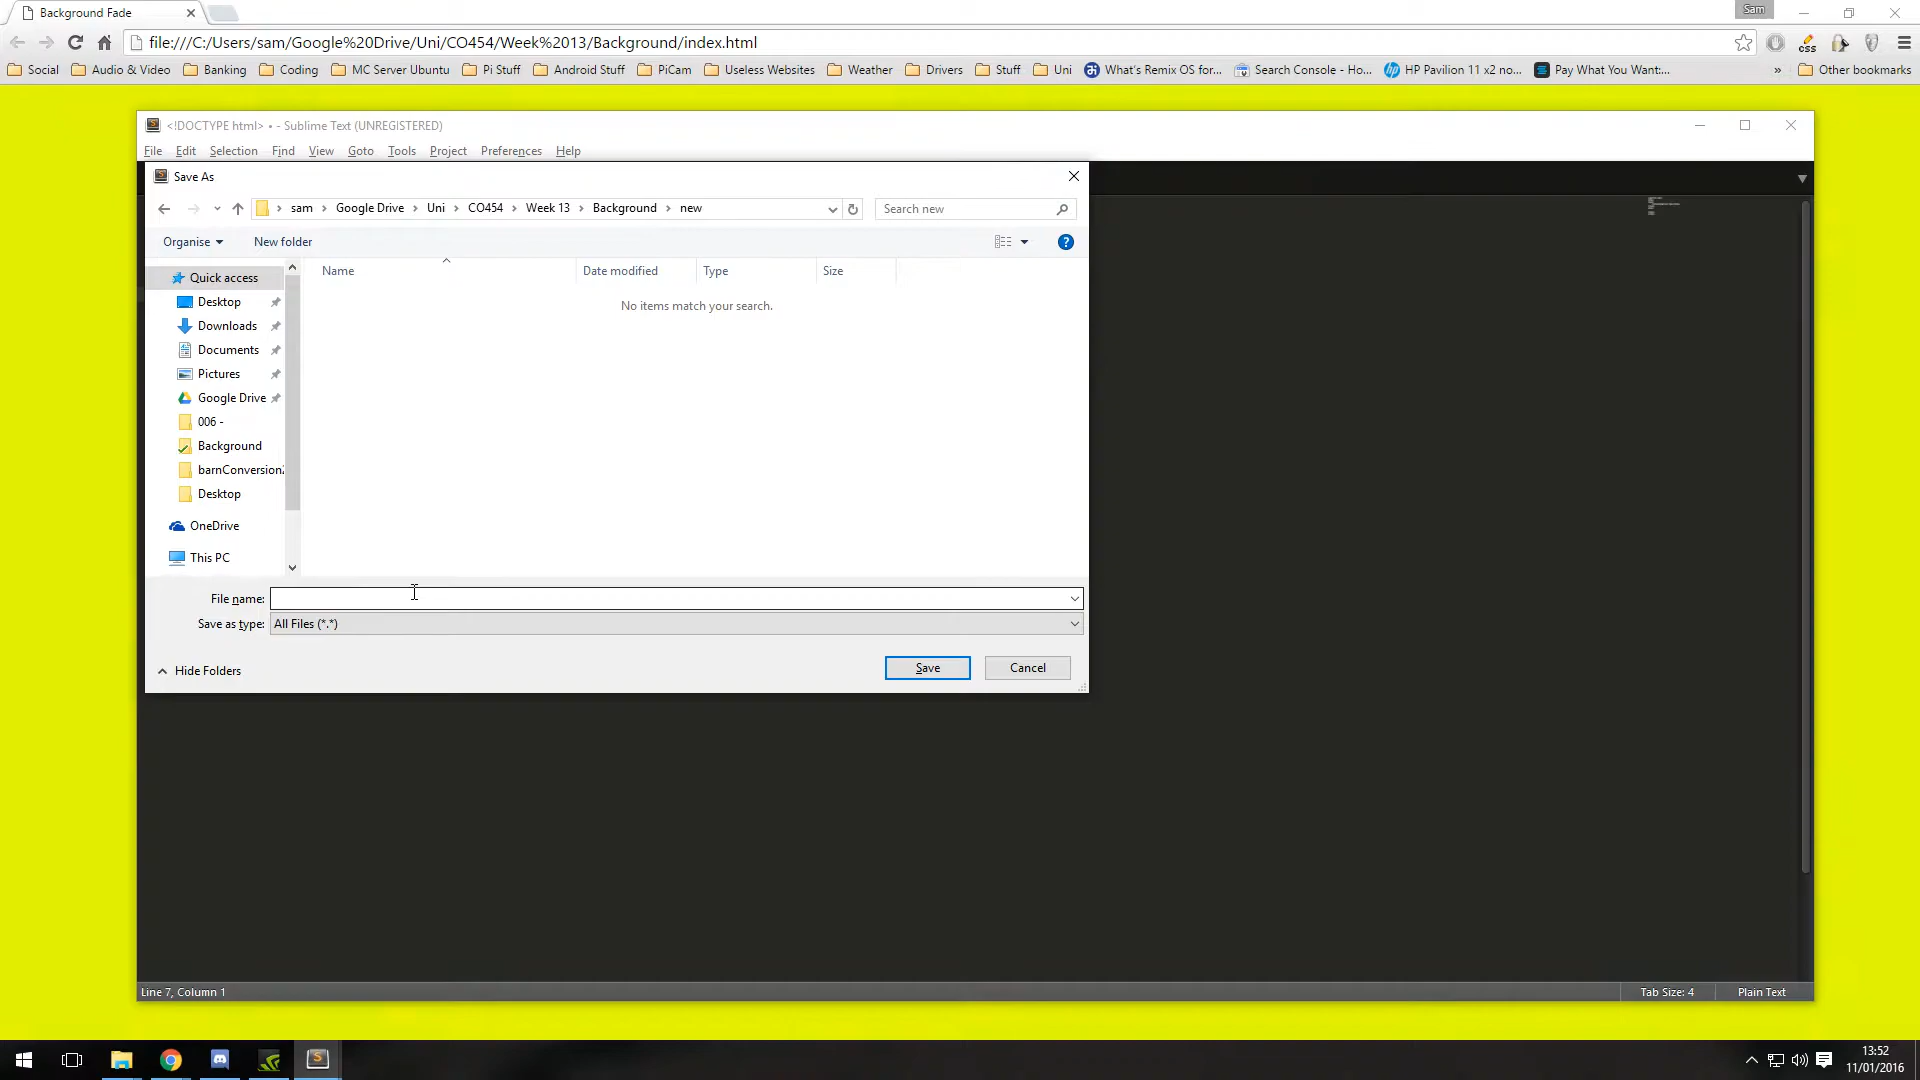 Background Fade
Sam
file:///C:/Users/sam/Google%20Drive/Uni/CO454/Week%2013/Background/index.html
Social Audio & Video Banking Coding MC Server Ubuntu Pi Stuff Android Stuff PiCam Useless Websites Weather Drivers Stuff Uni What's Remix OS for... Search Console - Ho... HP Pavilion 11 x2 no... Pay What You Want:... » Other bookmarks
<!DOCTYPE html> • - Sublime Text (UNREGISTERED)
File Edit Selection Find View Goto Tools Project Preferences Help
Save As
sam Google Drive Uni CO454 Week 13 Background new Search new
Organise New folder
Name Date modified Type Size
No items match your search.
Quick access
Desktop
Downloads
Documents
Pictures
Google Drive
006 -
Background
barnConversion
Desktop
OneDrive
This PC
File name:
Save as type: All Files (*.*)
Hide Folders Save Cancel
Line 7, Column 1 Tab Size: 4 Plain Text
13:52
11/01/2016